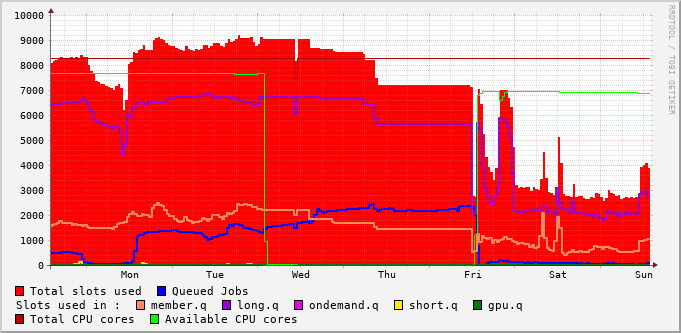 RRDTOOL / TOBI OETIKER
10000
9000
8000
7000
6000
5000
4000
3000
2000
1000
0
Mon Tue Wed Thu Fri Sat Sun
Total slots used Queued Jobs
Slots used in : member.q long.q ondemand.q short.q gpu.q
Total CPU cores Available CPU cores